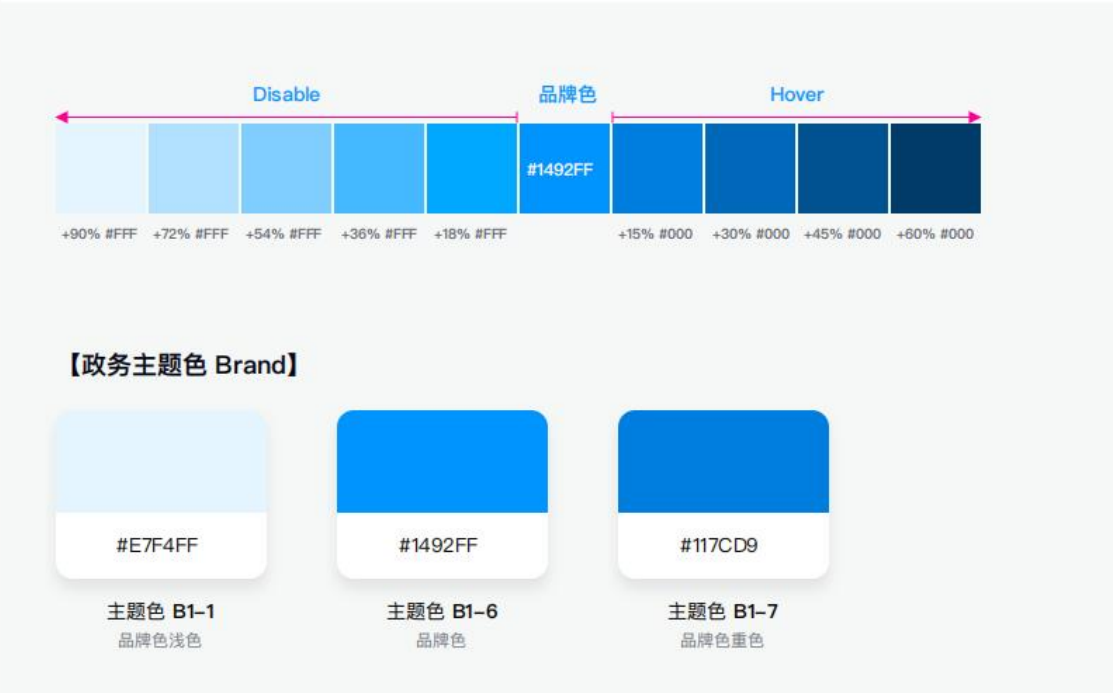 Disable 品牌色 Hover
#1492FF
+90% #FFF +72% #FFF +54% #FFF +36% #FFF +18% #FFF +15% #000 +30% #000 +45% #000 +60% #000
【政务主题色 Brand】
#E7F4FF #1492FF #117CD9
主题色 B1-1 主题色 B1-6 主题色 B1-7
品牌色浅色 品牌色 品牌色重色